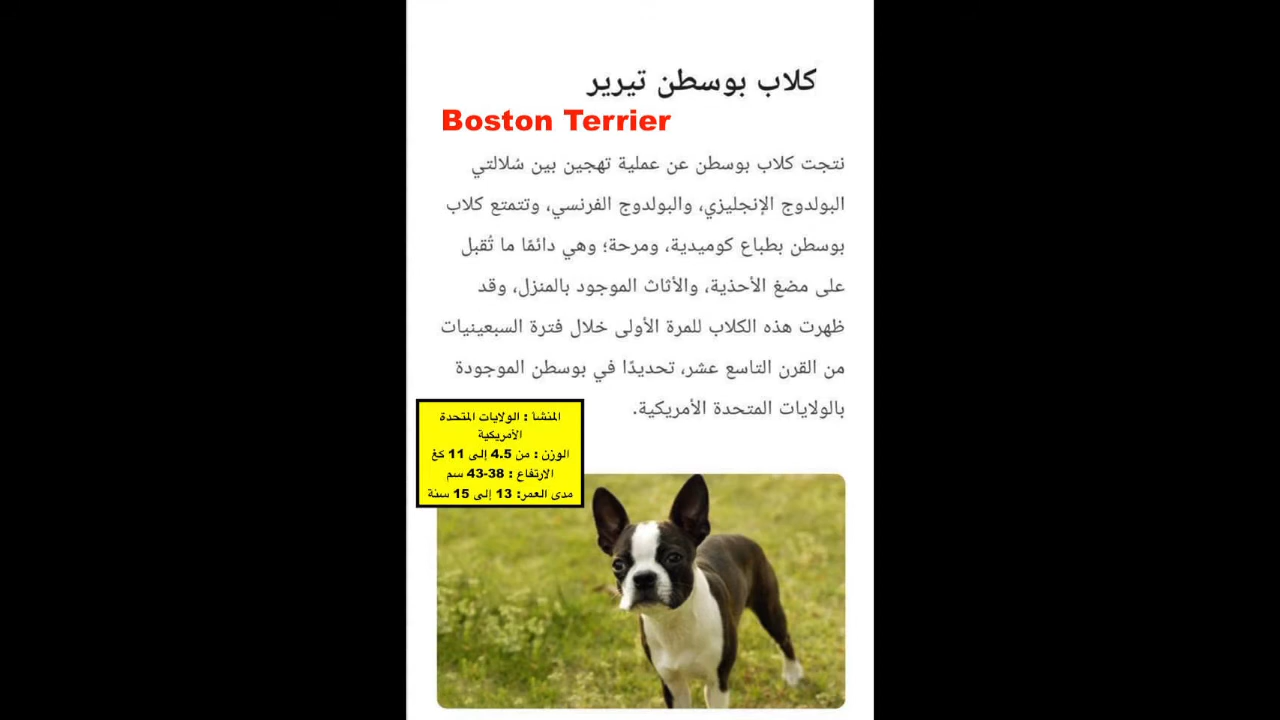 كلاب بوسطن تيرير
Boston Terrier
نتجت كلاب بوسطن عن عملية تهجين بين سُلالتي
البولدوج الإنجليزي، والبولدوج الفرنسي، وتتمتع كلاب
بوسطن بطباع كوميدية، ومرحة؛ وهي دائمًا ما تُقبل
على مضغ الأحذية، والأثاث الموجود بالمنزل، وقد
ظهرت هذه الكلاب للمرة الأولى خلال فترة السبعينيات
من القرن التاسع عشر، تحديدًا في بوسطن الموجودة
بالولايات المتحدة الأمريكية.
المنشأ : الولايات المتحدة
الأمريكية
الوزن : من 4.5 إلى 11 كغ
الارتفاع : 38-43 سم
مدى العمر: 13 إلى 15 سنة